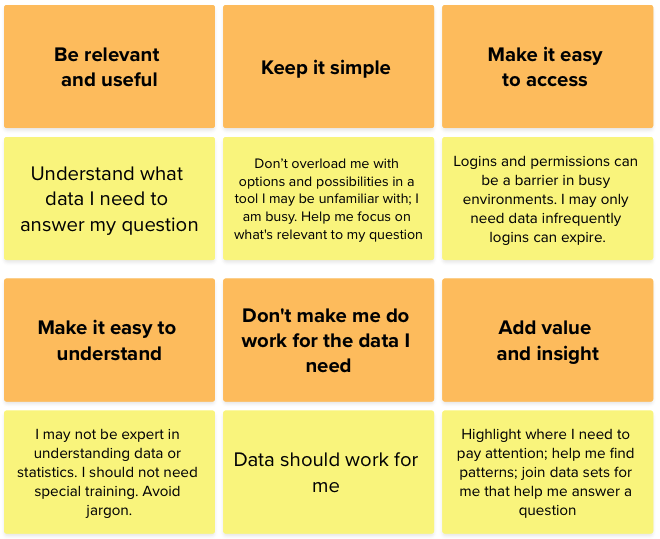 Be relevant
and useful
Keep it simple
Make it easy
to access
Understand what
data I need to
answer my question
Don’t overload me with
options and possibilities in a
tool I may be unfamiliar with; I
am busy. Help me focus on
what's relevant to my question
Logins and permissions can
be a barrier in busy
environments. I may only
need data infrequently
logins can expire.
Make it easy to
understand
Don't make me do
work for the data I
need
Add value
and insight
I may not be expert in
understanding data or
statistics. I should not need
special training. Avoid
jargon.
Data should work for
me
Highlight where I need to
pay attention; help me find
patterns; join data sets for
me that help me answer a
question